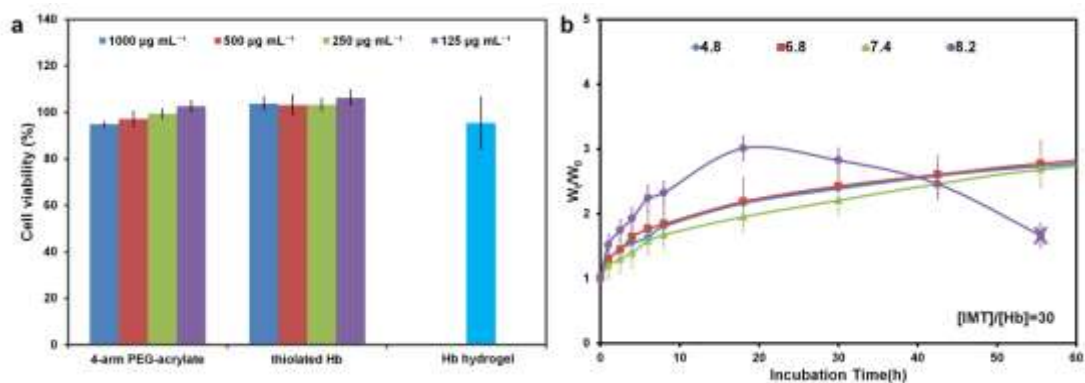 a
1000 µg mL⁻¹ 500 µg mL⁻¹ 250 µg mL⁻¹ 125 µg mL⁻¹
Cell viability (%)
140
120
100
80
60
40
20
0
4-arm PEG-acrylate thiolated Hb Hb hydrogel
b
4.8 6.8 7.4 8.2
Wt/W0
5
4
3
2
1
0
[IMT]/[Hb]=30
0 10 20 30 40 50 60
Incubation Time(h)